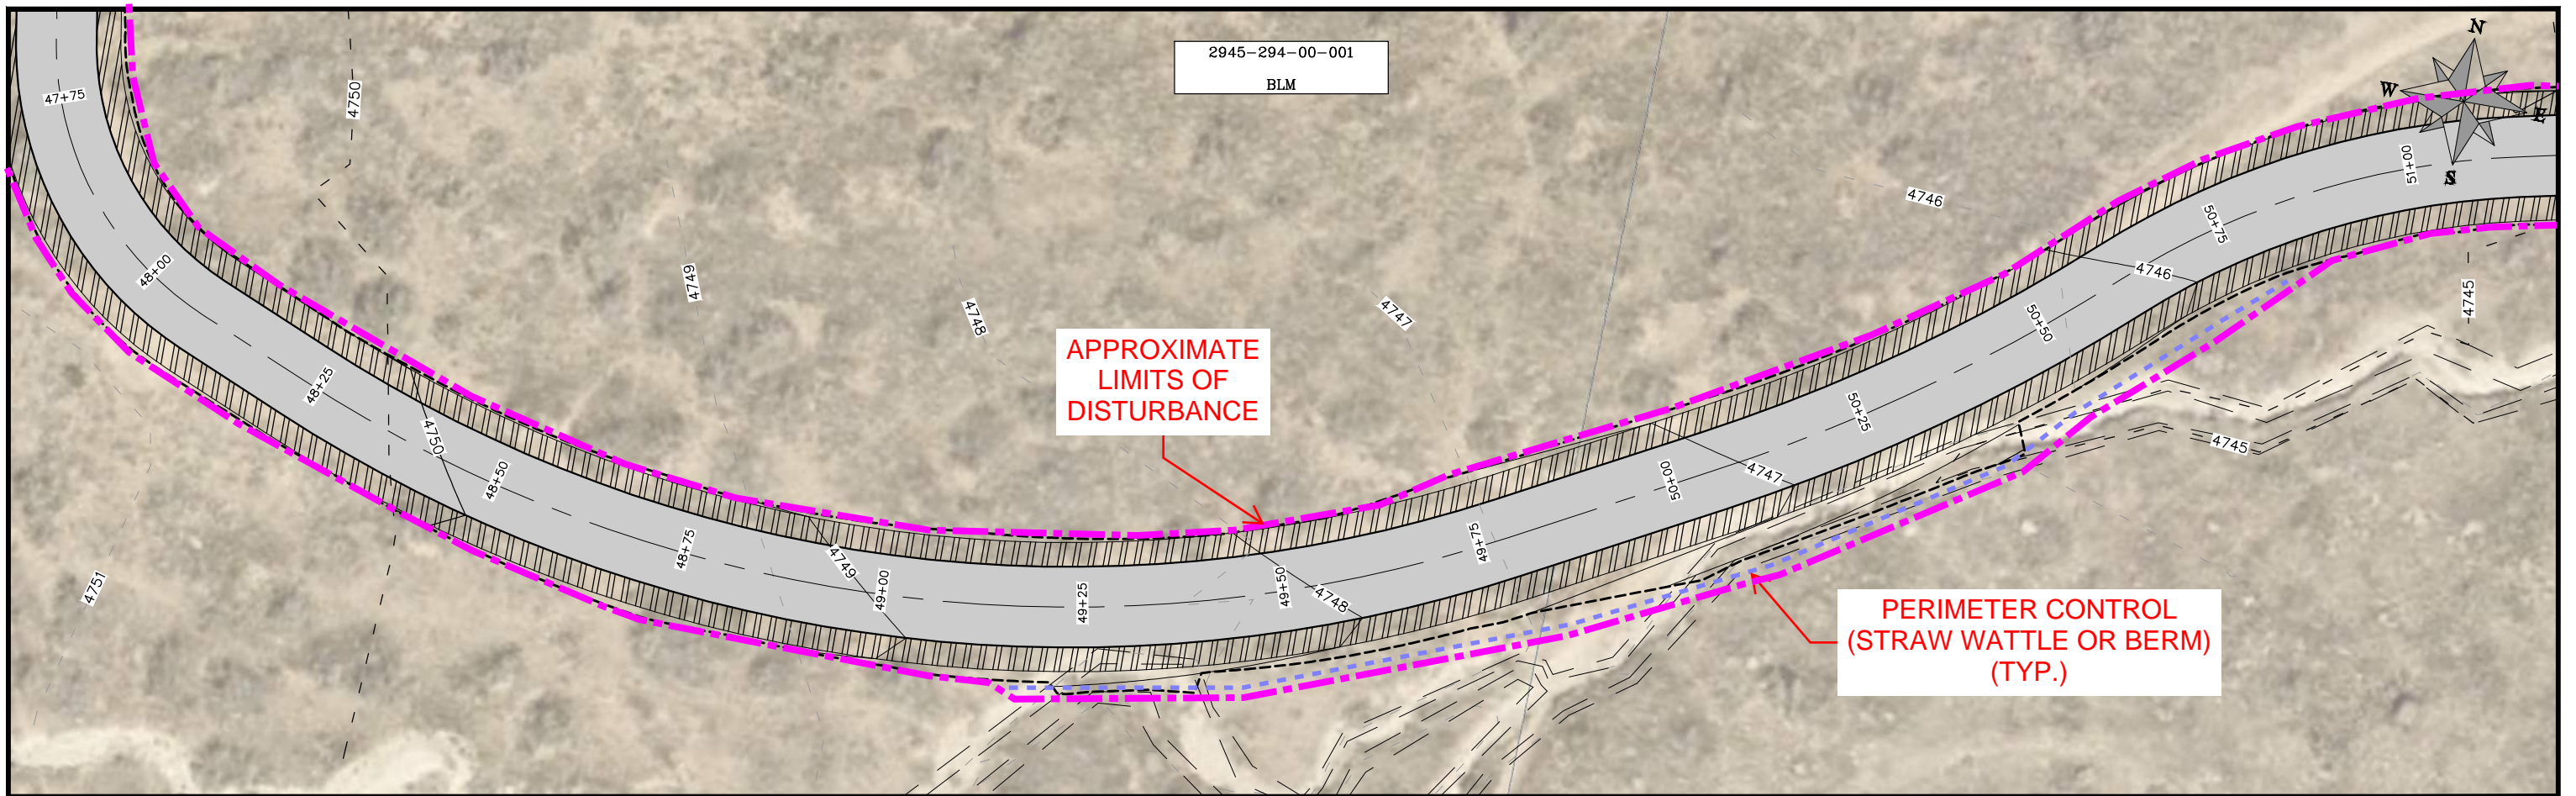 2945-294-00-001
BLM
N
W
E
S
47+75
4750
48+00
4749
4748
4747
4746
51+00
50+75
4746
4745
50+50
APPROXIMATE
LIMITS OF
DISTURBANCE
48+25
4750
48+50
50+25
4745
50+00
4747
48+75
49+75
4749
49+00
49+25
49+50
4748
4751
PERIMETER CONTROL
(STRAW WATTLE OR BERM)
(TYP.)